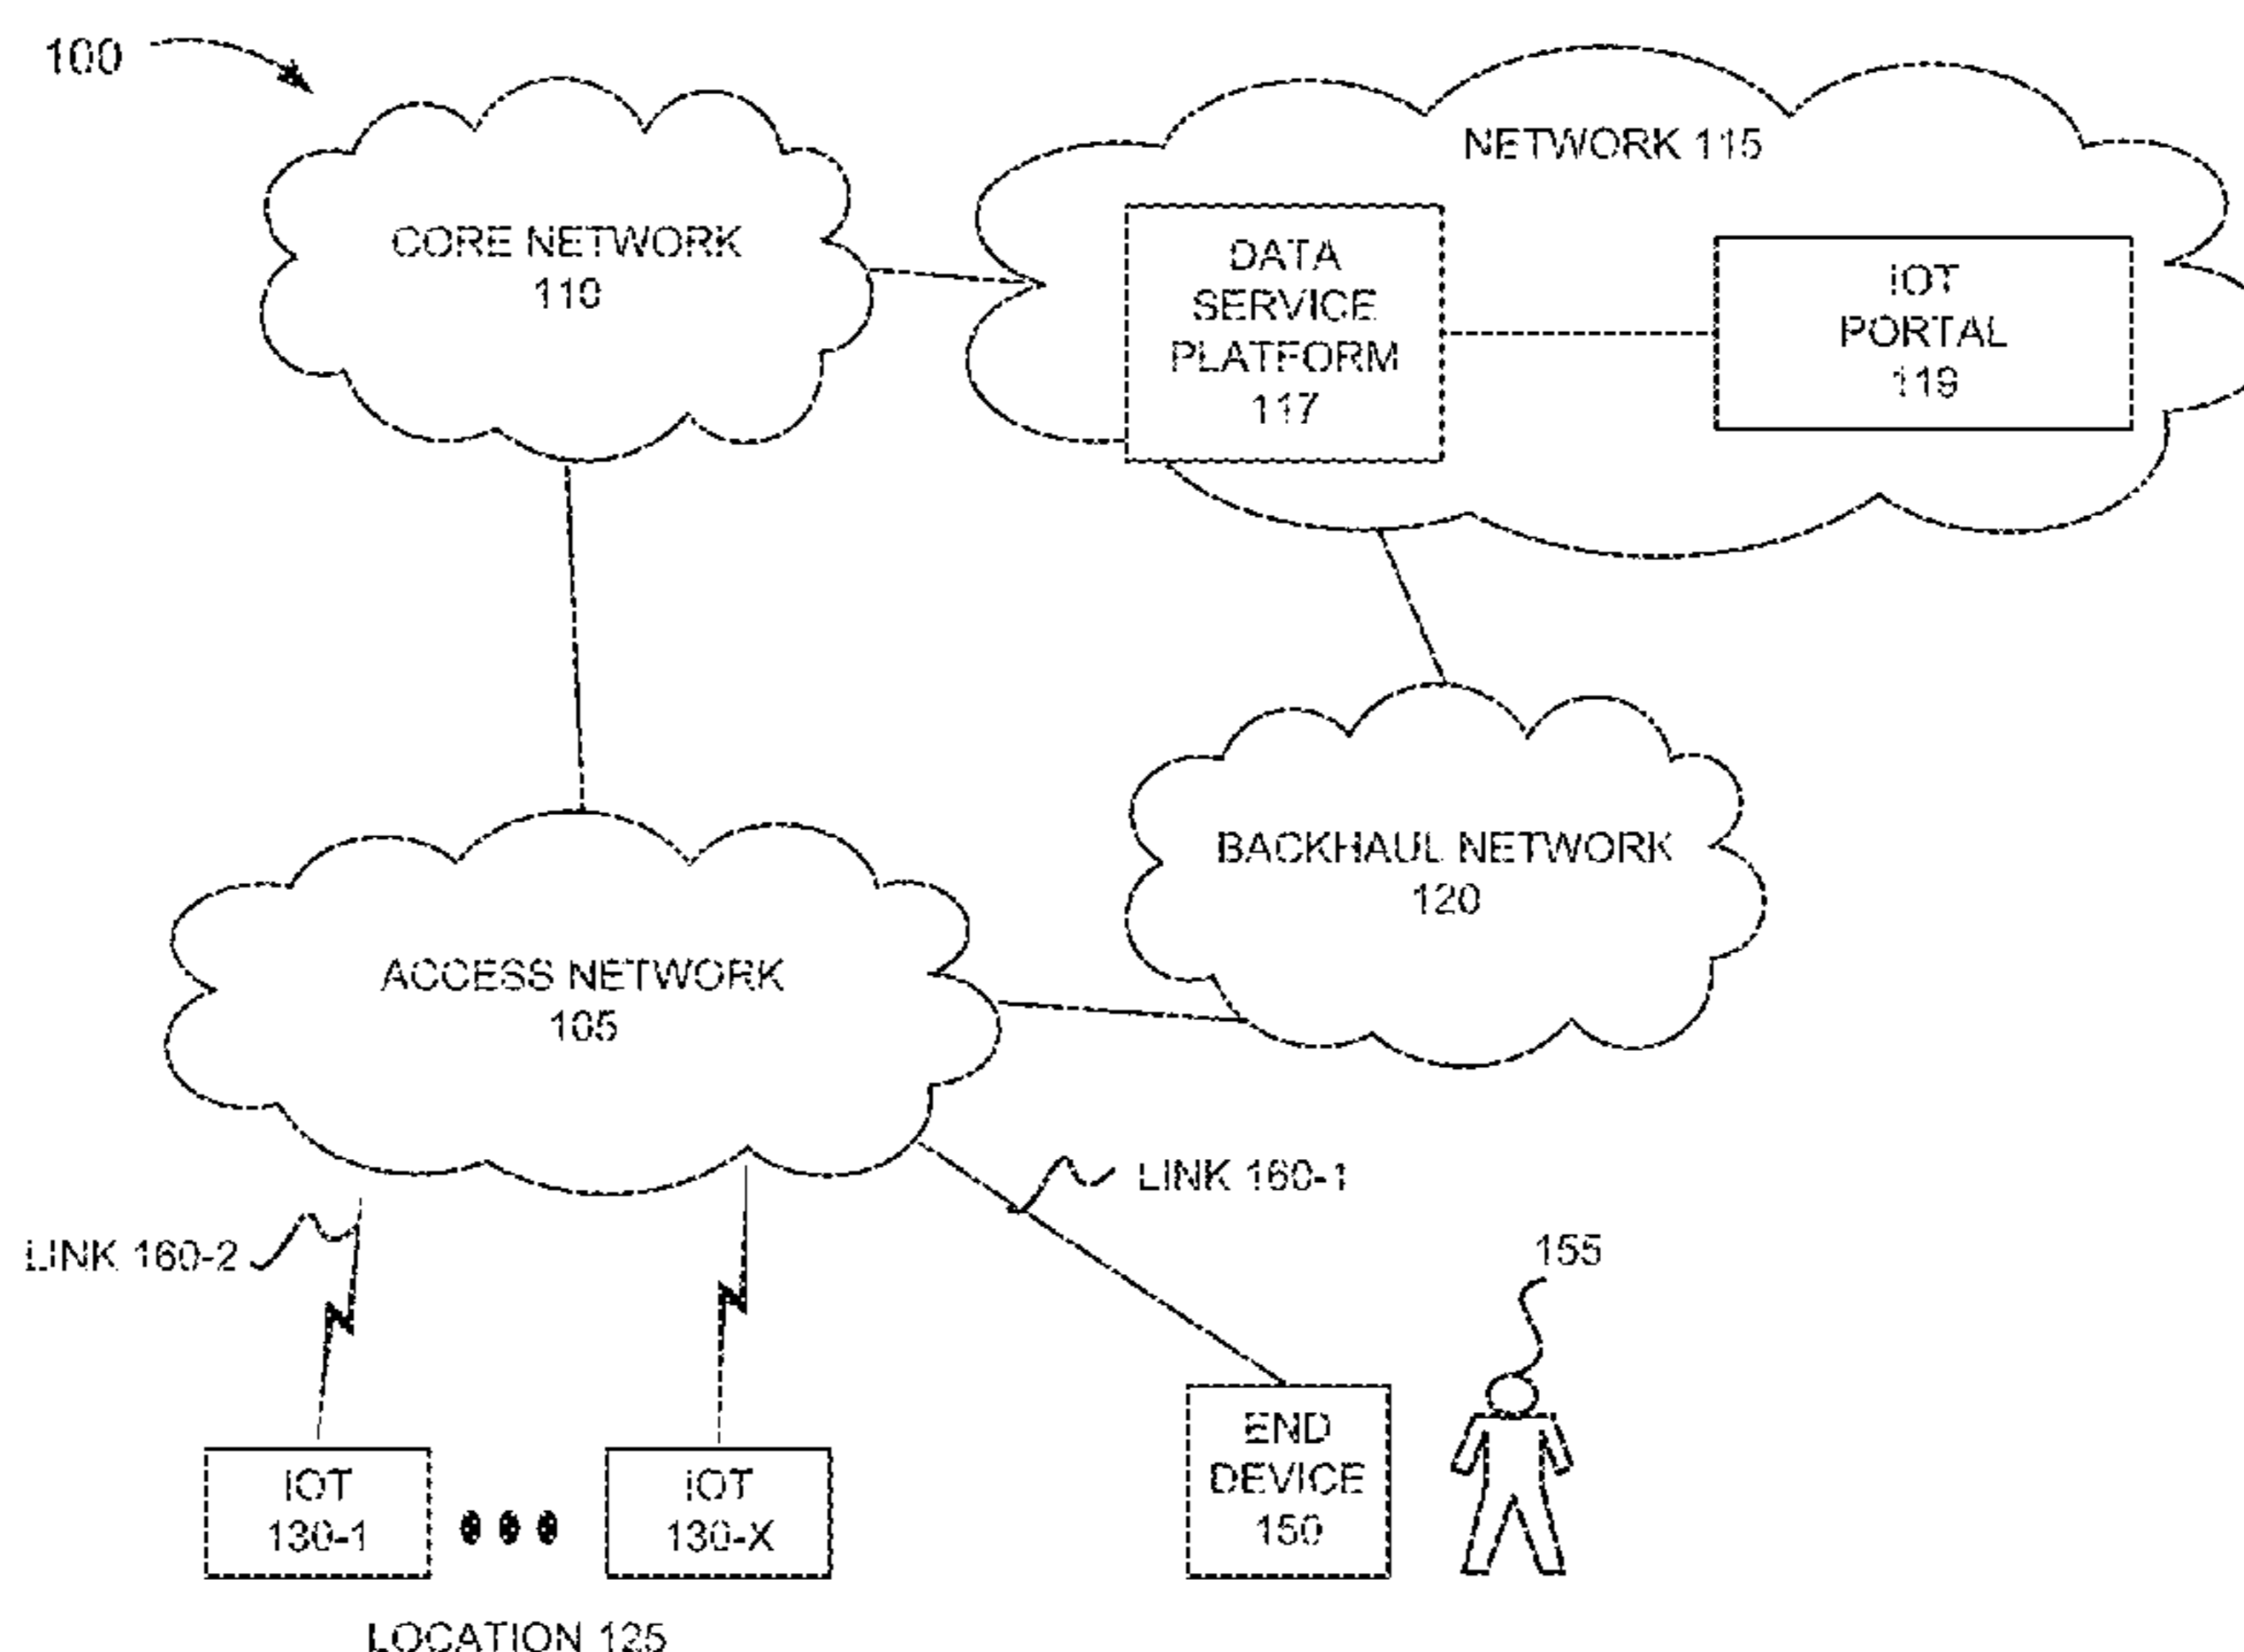 100
NETWORK 115
CORE NETWORK
110
DATA
SERVICE
PLATFORM
117
IOT
PORTAL
119
BACKHAUL NETWORK
120
ACCESS NETWORK
105
LINK 160-1
LINK 160-2
155
END
DEVICE
150
IOT
130-1
IOT
130-X
LOCATION 125